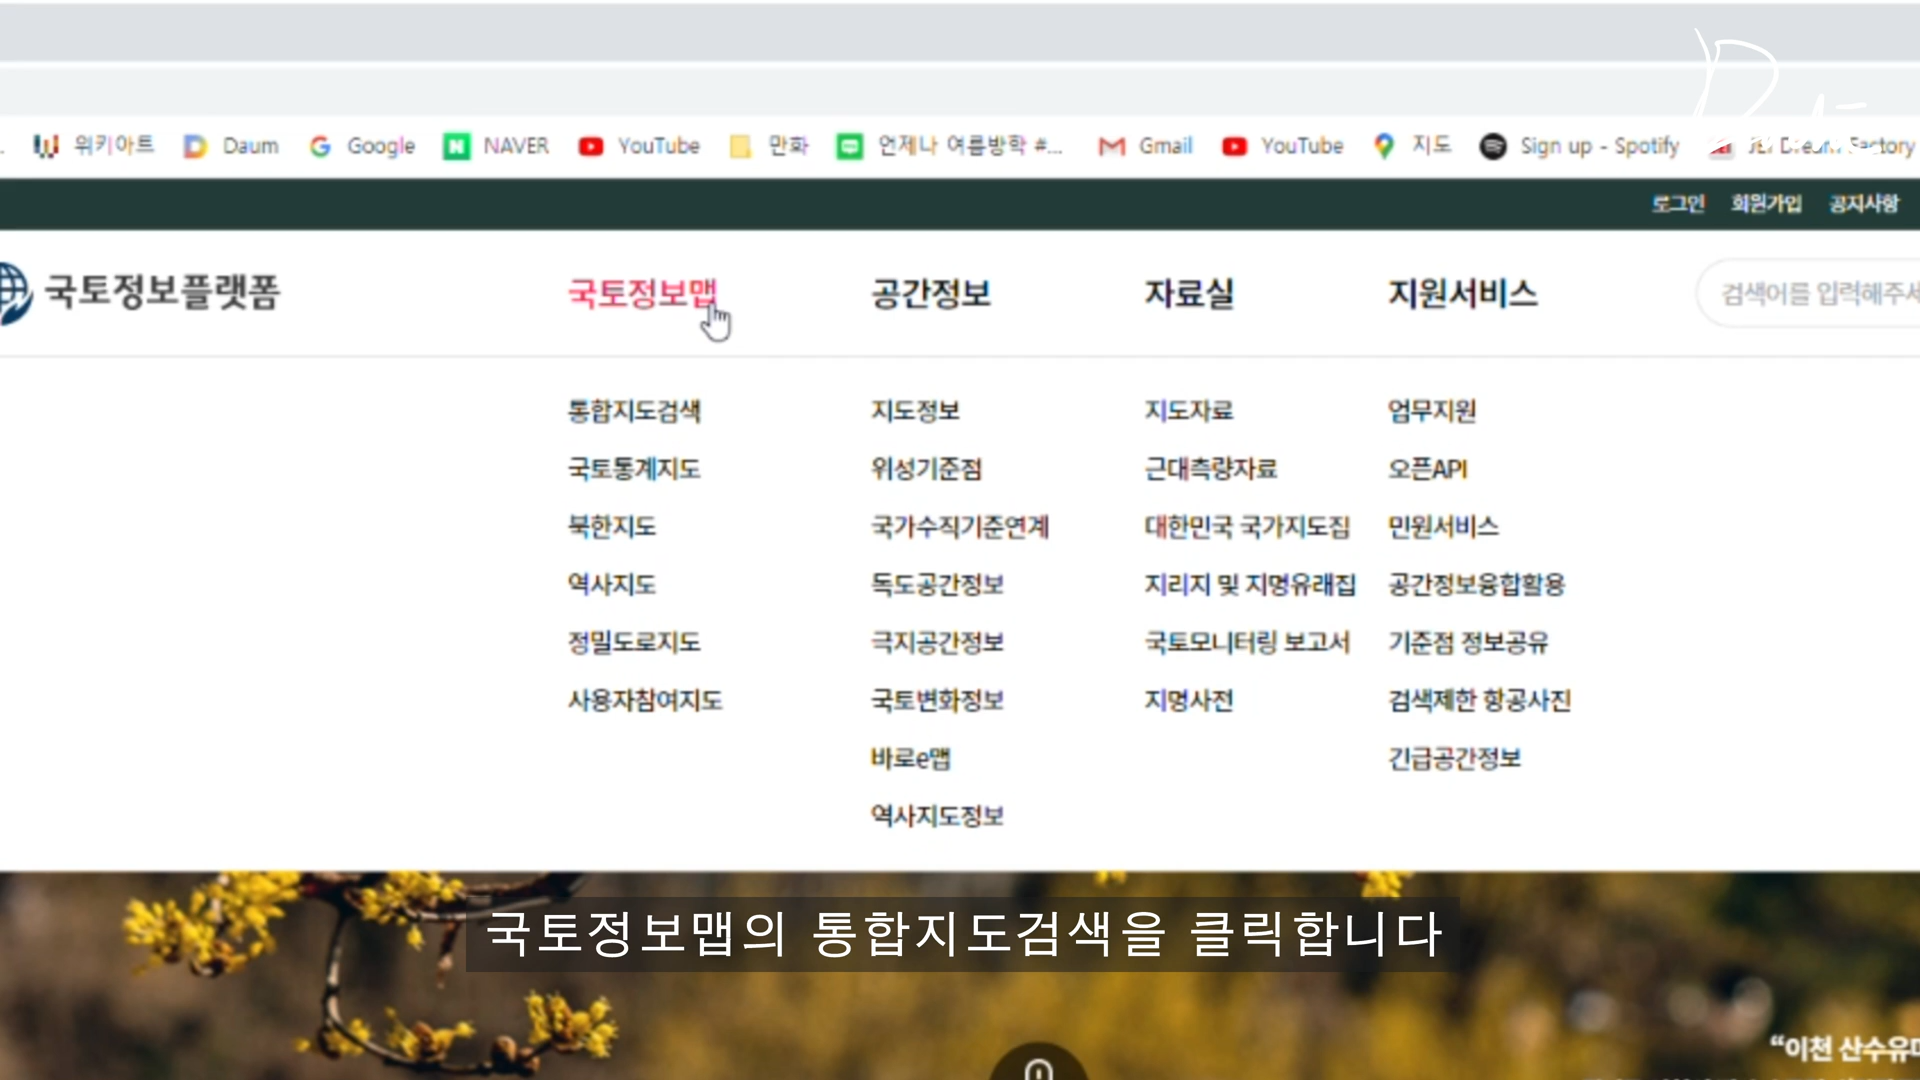 위키아트 Daum Google NAVER YouTube 만화 언제나 여름방학 #... Gmail YouTube 지도 Sign up - Spotify Dream Factory
로그인 회원가입 공지사항
국토정보플랫폼 국토정보맵 공간정보 자료실 지원서비스 검색어를 입력해주세
통합지도검색 지도정보 지도자료 업무지원
국토통계지도 위성기준점 근대측량자료 오픈API
북한지도 국가수직기준연계 대한민국 국가지도집 민원서비스
역사지도 독도공간정보 지리지 및 지명유래집 공간정보융합활용
정밀도로지도 극지공간정보 국토모니터링 보고서 기준점 정보공유
사용자참여지도 국토변화정보 지명사전 검색제한 항공사진
바로e맵 긴급공간정보
역사지도정보
국토정보맵의 통합지도검색을 클릭합니다
“이천 산수유